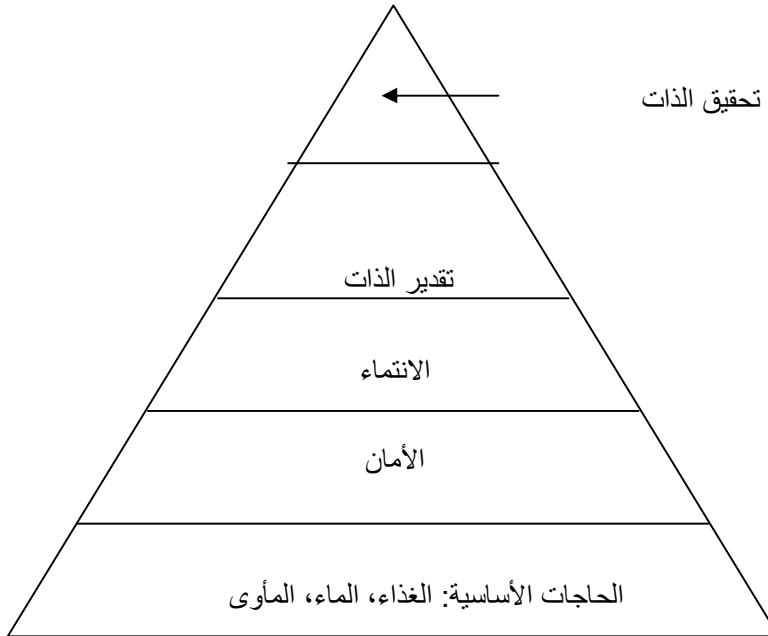 تحقيق الذات
تقدير الذات
الانتماء
الأمان
الحاجات الأساسية: الغذاء، الماء، المأوى